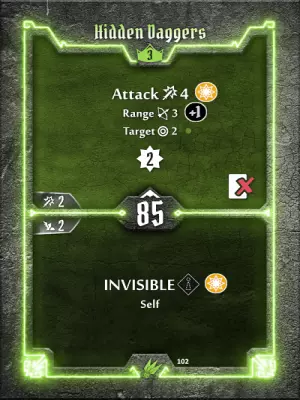 Hidden Daggers
3
Attack 4
Range 3 +1
Target 2
2
2
85
2
INVISIBLE
Self
102